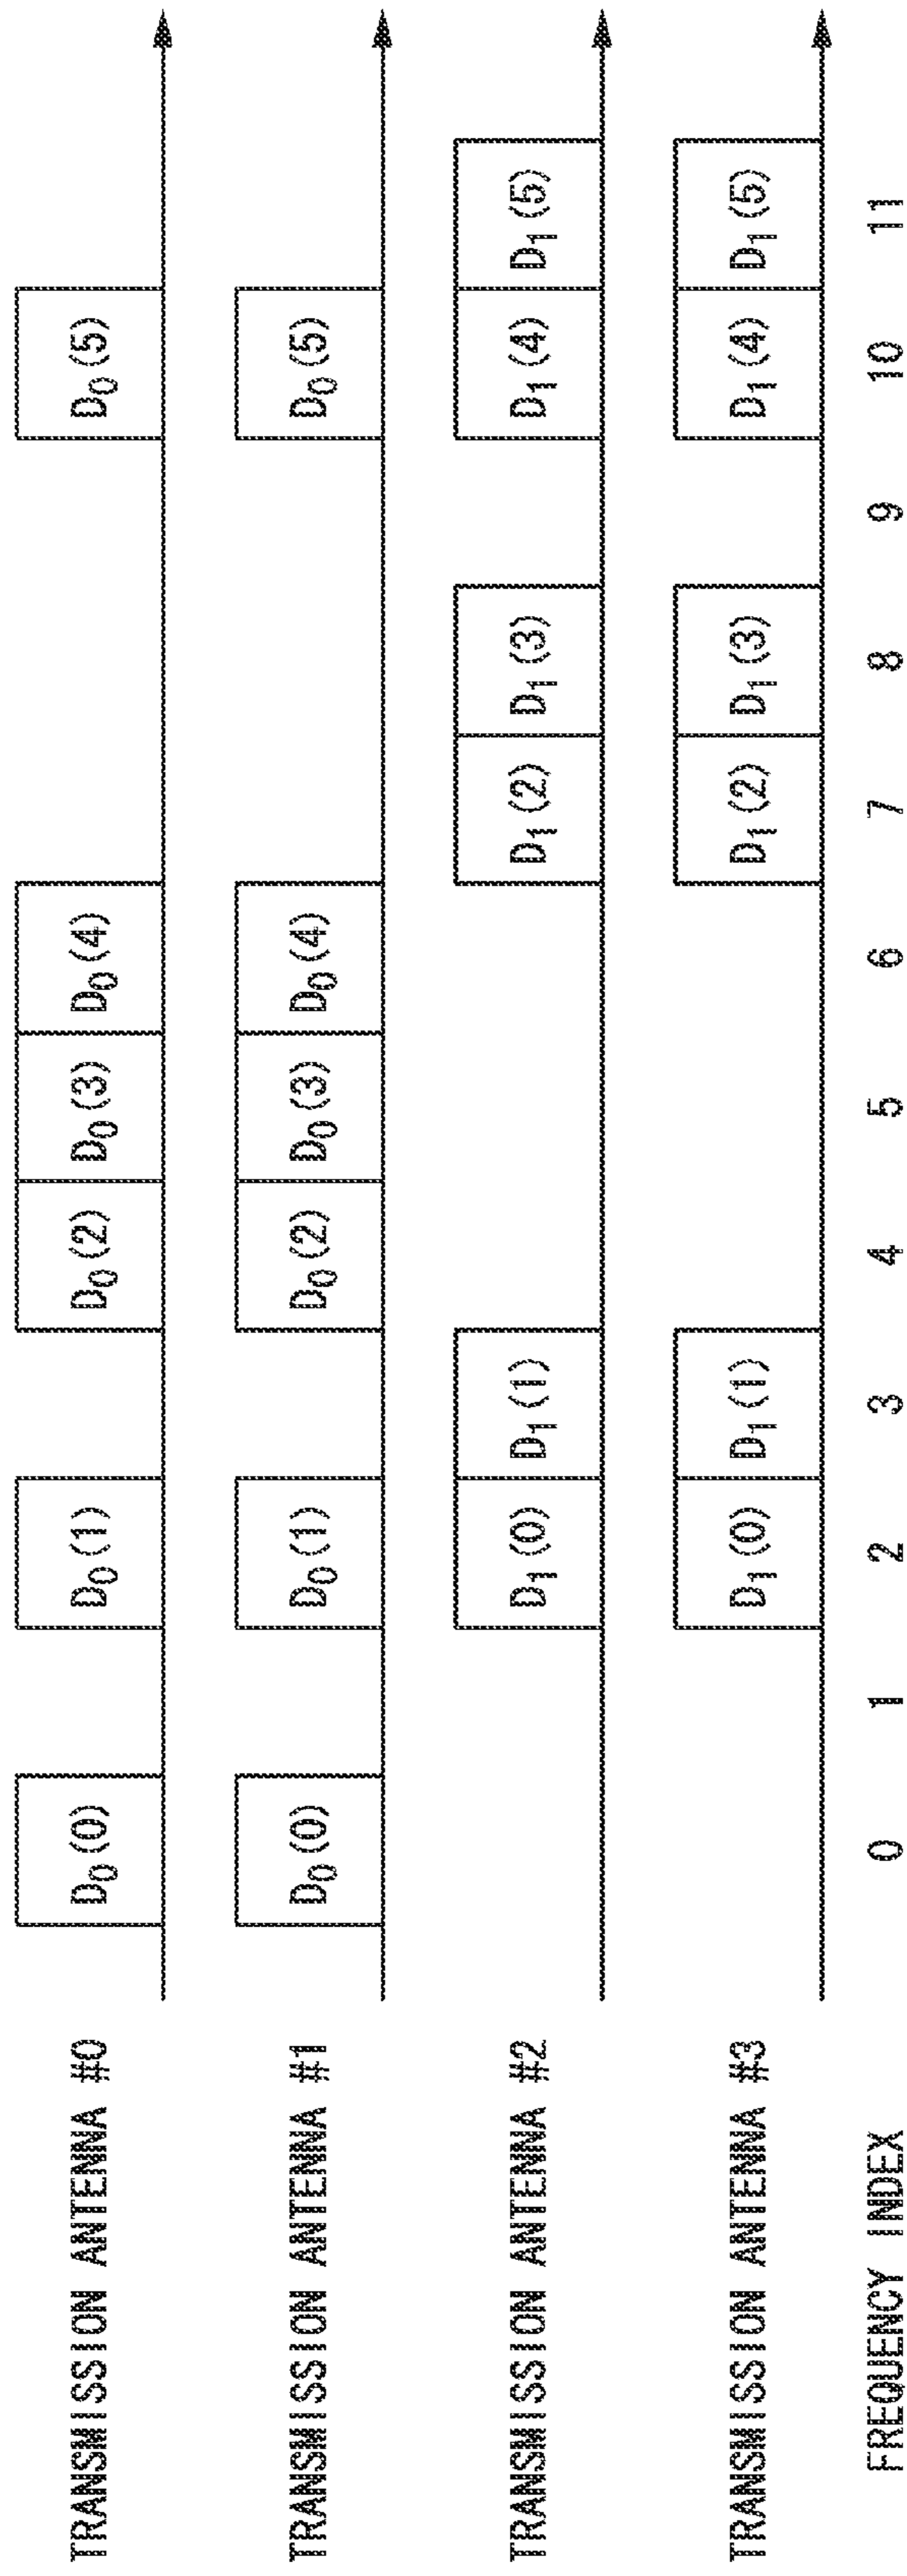 TRANSMISSION ANTENNA #0 D0(0) D0(1) D0(2) D0(3) D0(4) D0(5)
TRANSMISSION ANTENNA #1 D0(0) D0(1) D0(2) D0(3) D0(4) D0(5)
TRANSMISSION ANTENNA #2 D1(0) D1(1) D1(2) D1(3) D1(4) D1(5)
TRANSMISSION ANTENNA #3 D1(0) D1(1) D1(2) D1(3) D1(4) D1(5)
FREQUENCY INDEX 0 1 2 3 4 5 6 7 8 9 10 11